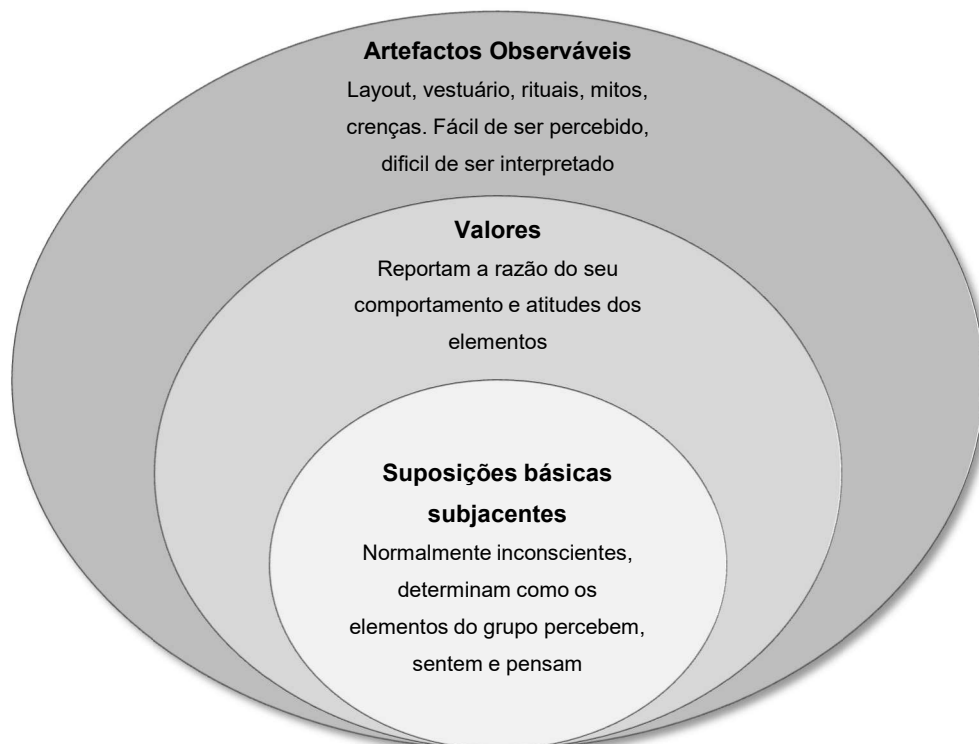 Artefactos Observáveis
Layout, vestuário, rituais, mitos,
crenças. Fácil de ser percebido,
dificil de ser interpretado
Valores
Reportam a razão do seu
comportamento e atitudes dos
elementos
Suposições básicas
subjacentes
Normalmente inconscientes,
determinam como os
elementos do grupo percebem,
sentem e pensam